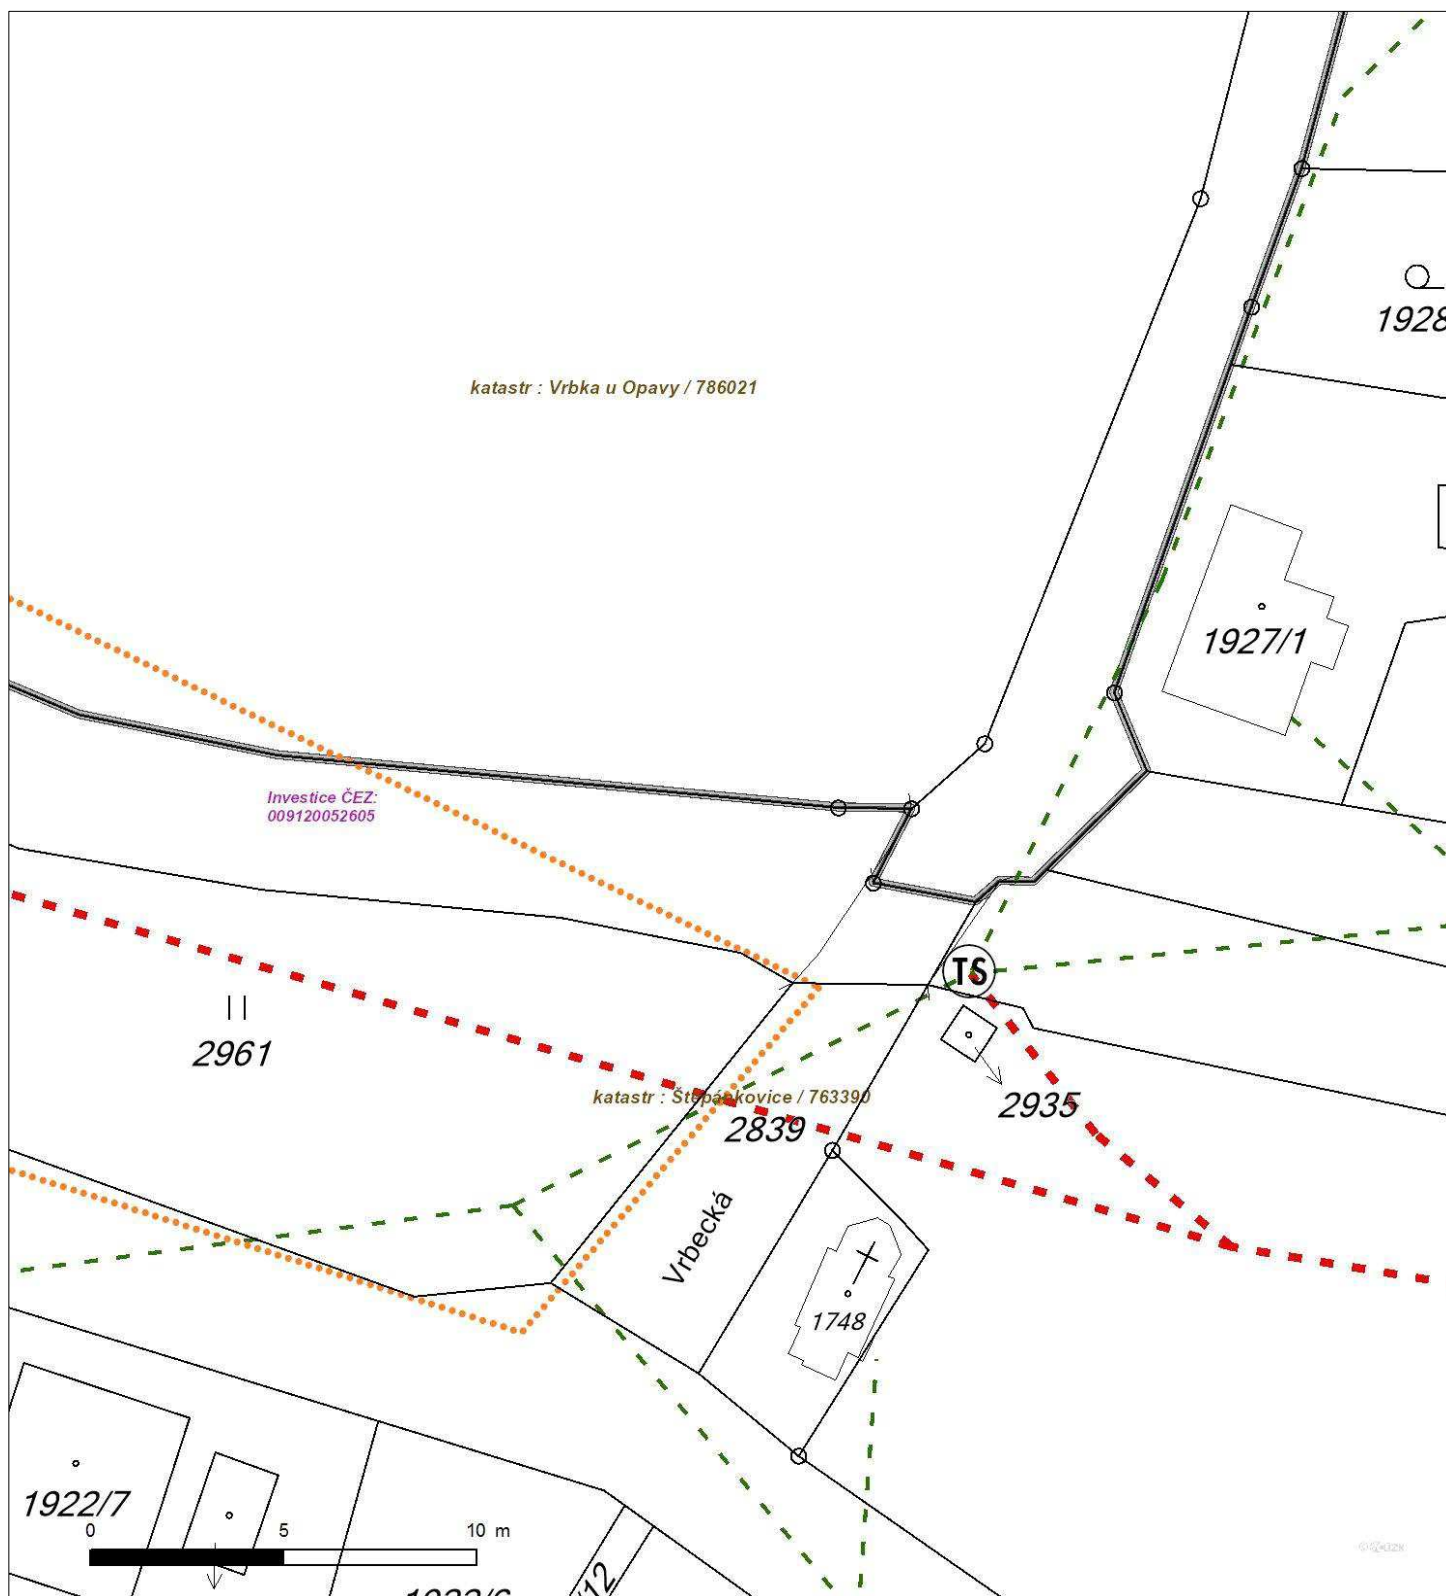 1928
katastr : Vrbka u Opavy / 786021
1927/1
Investice ČEZ:
009120052605
TS
2961
katastr : Štěpánkovice / 763390
2935
2839
Vrbecká
1748
1922/7
0 5 10 m